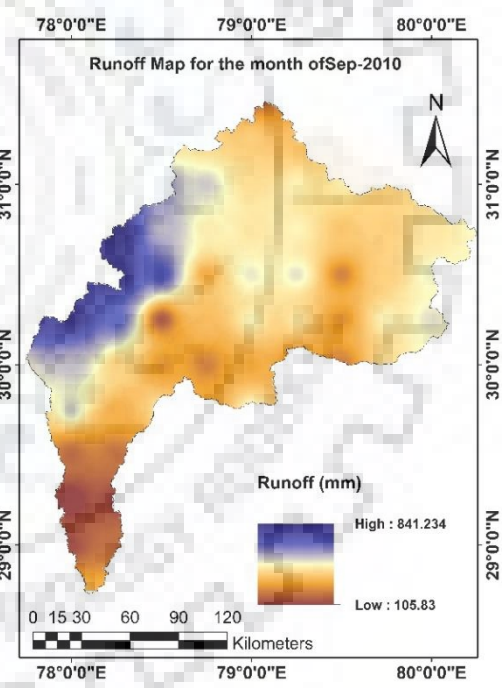 78°0'0"E 79°0'0"E 80°0'0"E
Runoff Map for the month ofSep-2010
N
31°0'0"N 31°0'0"N
30°0'0"N 30°0'0"N
29°0'0"N 29°0'0"N
Runoff (mm)
High : 841.234
Low : 105.83
0 15 30 60 90 120
Kilometers
78°0'0"E 79°0'0"E 80°0'0"E